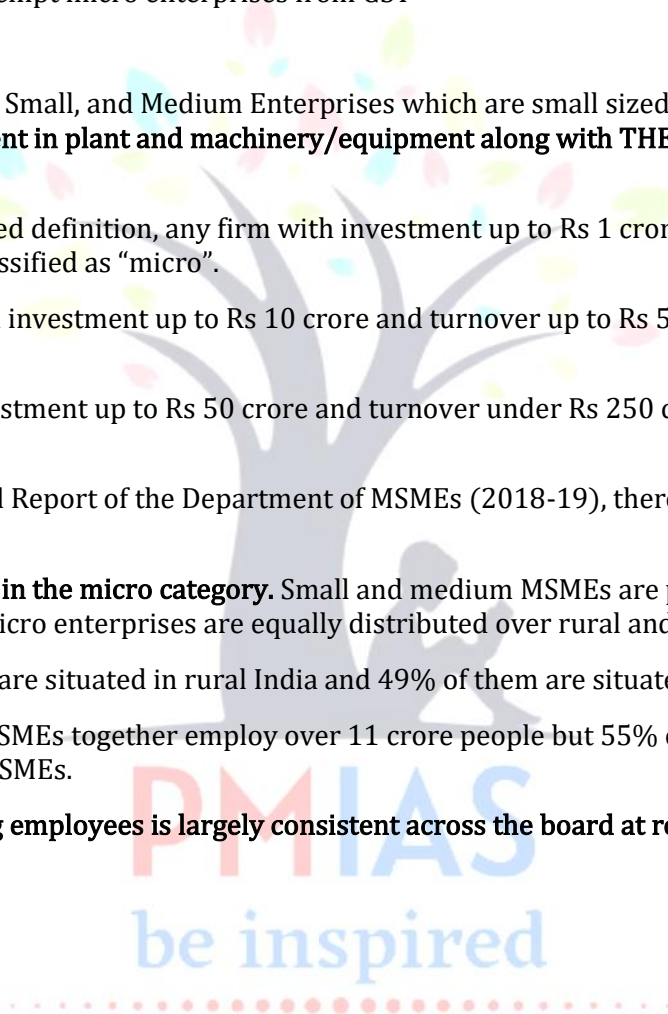 empt micro enterprises from GST
Small, and Medium Enterprises which are small sized
ent in plant and machinery/equipment along with THE
ed definition, any firm with investment up to Rs 1 cror
ssified as “micro”.
investment up to Rs 10 crore and turnover up to Rs 5
stment up to Rs 50 crore and turnover under Rs 250 c
l Report of the Department of MSMEs (2018-19), there
in the micro category. Small and medium MSMEs are p
icro enterprises are equally distributed over rural and
are situated in rural India and 49% of them are situate
SMEs together employ over 11 crore people but 55%
SMEs.
g employees is largely consistent across the board at re
PMIAS
be inspired